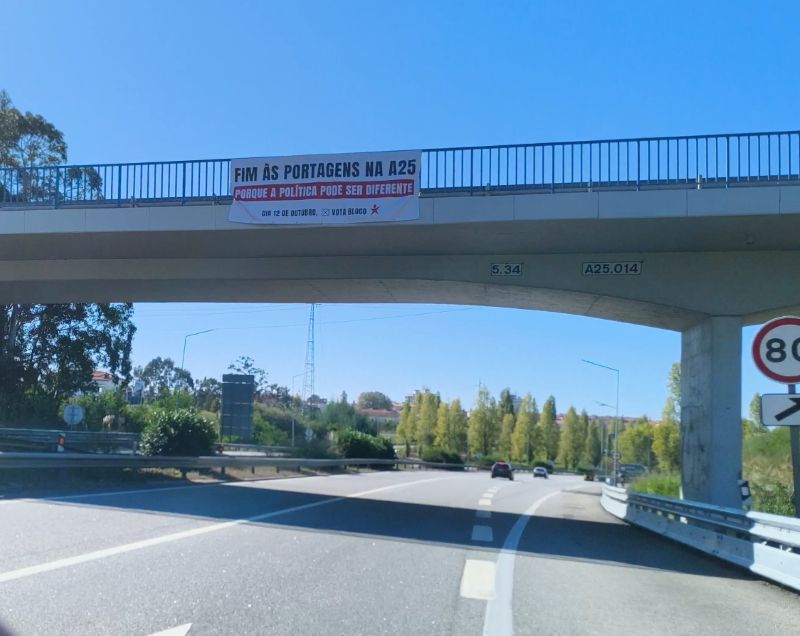 FIM ÀS PORTAGENS NA A25
PORQUE A POLÍTICA PODE SER DIFERENTE
DIA 12 DE OUTUBRO, VOTA BLOCO
5.34 A25.014
80